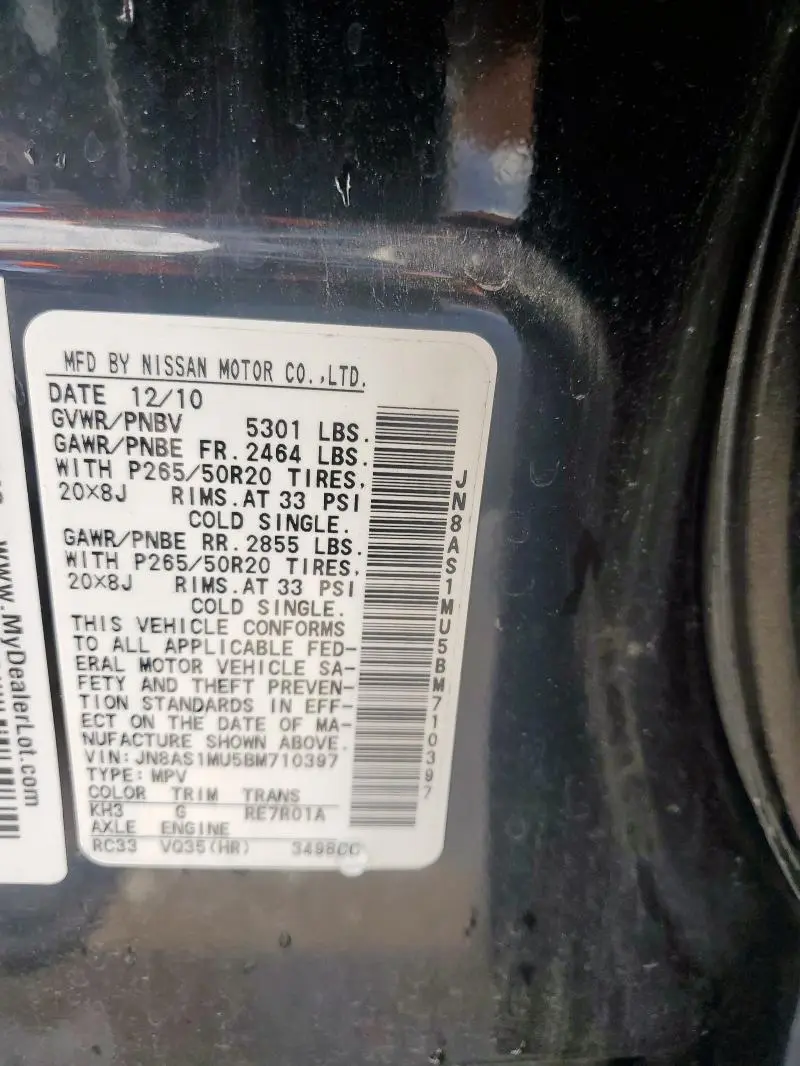 MFD BY NISSAN MOTOR CO.,LTD.
DATE 12/10
GVWR/PNBV 5301 LBS.
GAWR/PNBE FR. 2464 LBS.
WITH P265/50R20 TIRES,
20X8J RIMS. AT 33 PSI
COLD SINGLE.
GAWR/PNBE RR. 2855 LBS.
WITH P265/50R20 TIRES,
20X8J RIMS. AT 33 PSI
COLD SINGLE.
THIS VEHICLE CONFORMS
TO ALL APPLICABLE FED-
ERAL MOTOR VEHICLE SA-
FETY AND THEFT PREVEN-
TION STANDARDS IN EFF-
ECT ON THE DATE OF MA-
NUFACTURE SHOWN ABOVE.
VIN: JN8AS1MU5BM710397
TYPE: MPV
COLOR TRIM TRANS
KH3 G RE7R01A
AXLE ENGINE
RC33 VQ35(HR) 3498CC
JN8AS1MU5BM710397
www.MyDealerLot.com